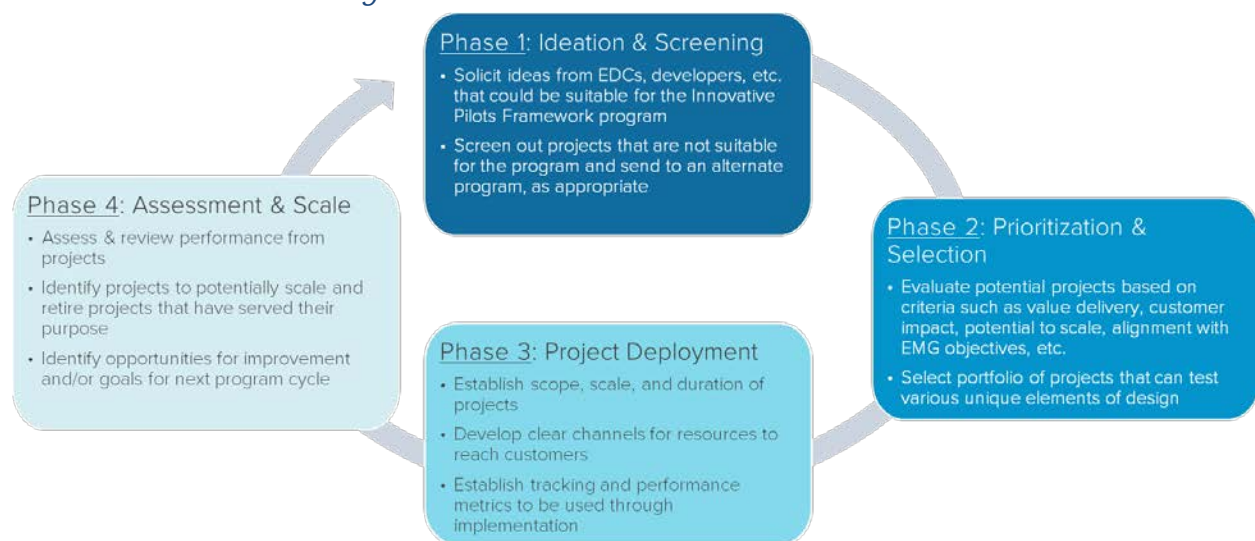 Phase 1: Ideation & Screening
• Solicit ideas from EDCs, developers, etc.
that could be suitable for the Innovative
Pilots Framework program
• Screen out projects that are not suitable
for the program and send to an alternate
program, as appropriate
Phase 2: Prioritization &
Selection
• Evaluate potential projects based on
criteria such as value delivery, customer
impact, potential to scale, alignment with
EMG objectives, etc.
• Select portfolio of projects that can test
various unique elements of design
Phase 3: Project Deployment
• Establish scope, scale, and duration of
projects
• Develop clear channels for resources to
reach customers
• Establish tracking and performance
metrics to be used through
implementation
Phase 4: Assessment & Scale
• Assess & review performance from
projects
• Identify projects to potentially scale and
retire projects that have served their
purpose
• Identify opportunities for improvement
and/or goals for next program cycle